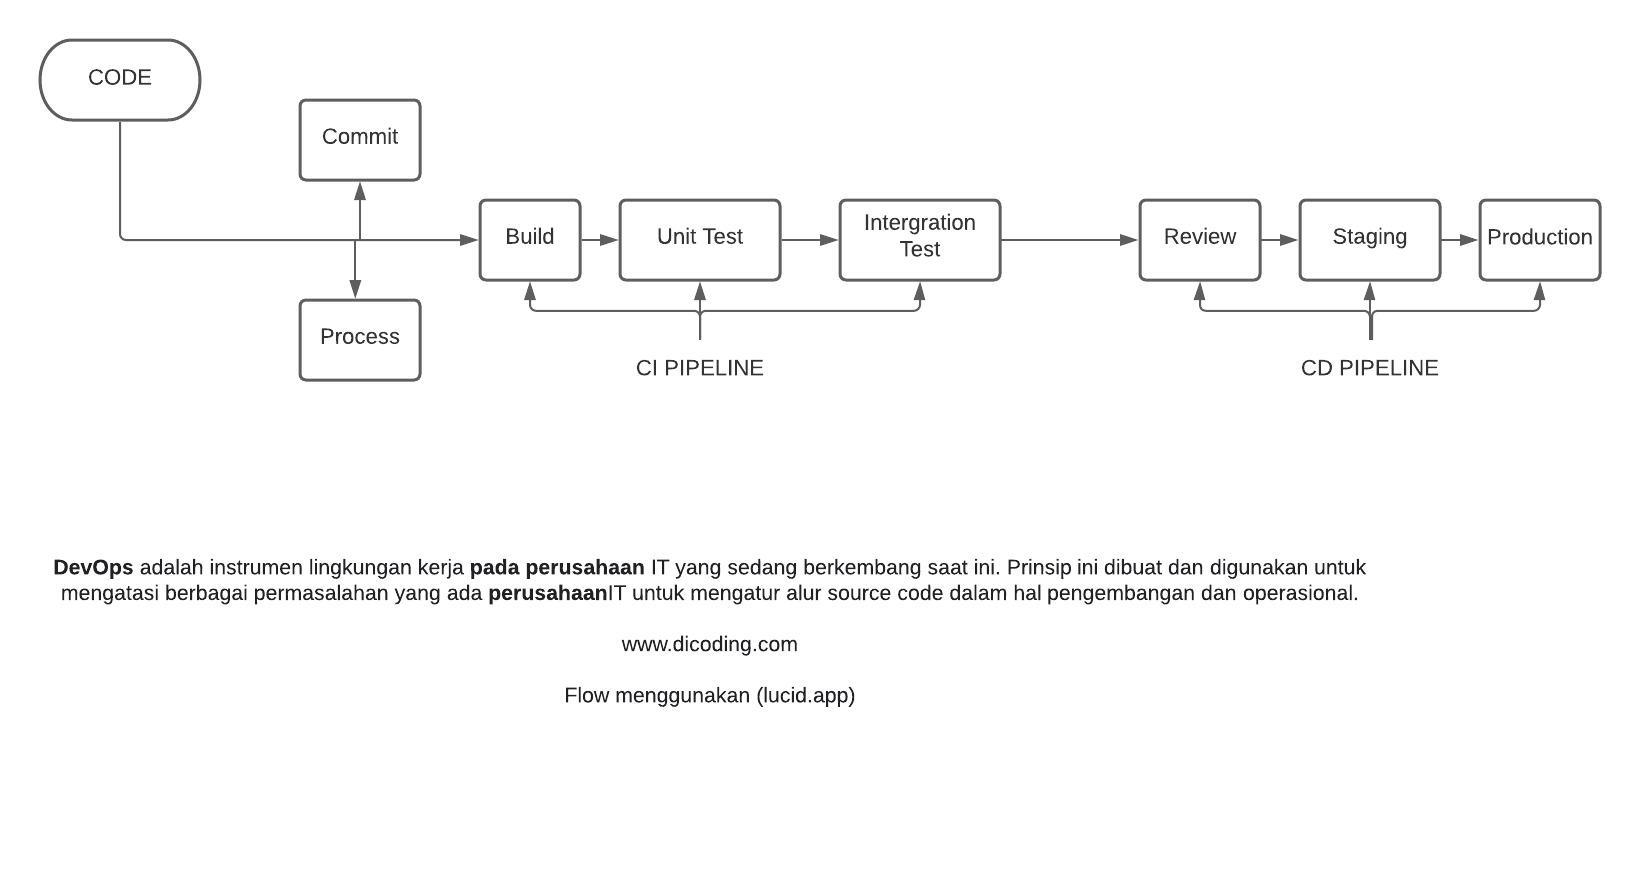 CODE
Commit
Process
Build
Unit Test
Intergration
Test
Review
Staging
Production
CI PIPELINE
CD PIPELINE
DevOps adalah instrumen lingkungan kerja pada perusahaan IT yang sedang berkembang saat ini. Prinsip ini dibuat dan digunakan untuk
mengatasi berbagai permasalahan yang ada perusahaanIT untuk mengatur alur source code dalam hal pengembangan dan operasional.
www.dicoding.com
Flow menggunakan (lucid.app)